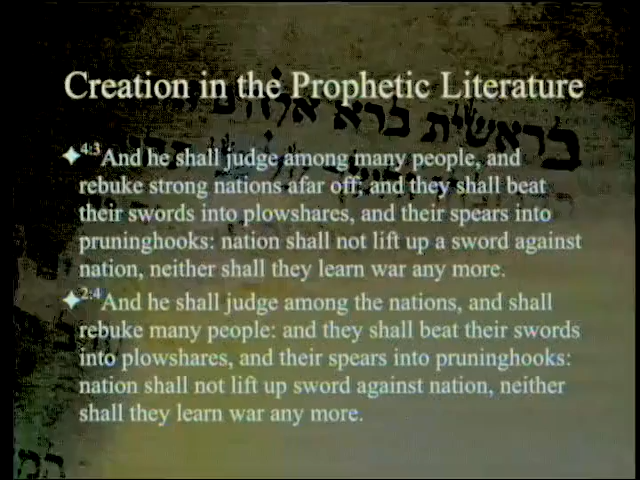 Creation in the Prophetic Literature
בראשית ברא אלהים
4:3And he shall judge among many people, and
rebuke strong nations afar off; and they shall beat
their swords into plowshares, and their spears into
pruninghooks: nation shall not lift up a sword against
nation, neither shall they learn war any more.
2:4And he shall judge among the nations, and shall
rebuke many people: and they shall beat their swords
into plowshares, and their spears into pruninghooks:
nation shall not lift up sword against nation, neither
shall they learn war any more.